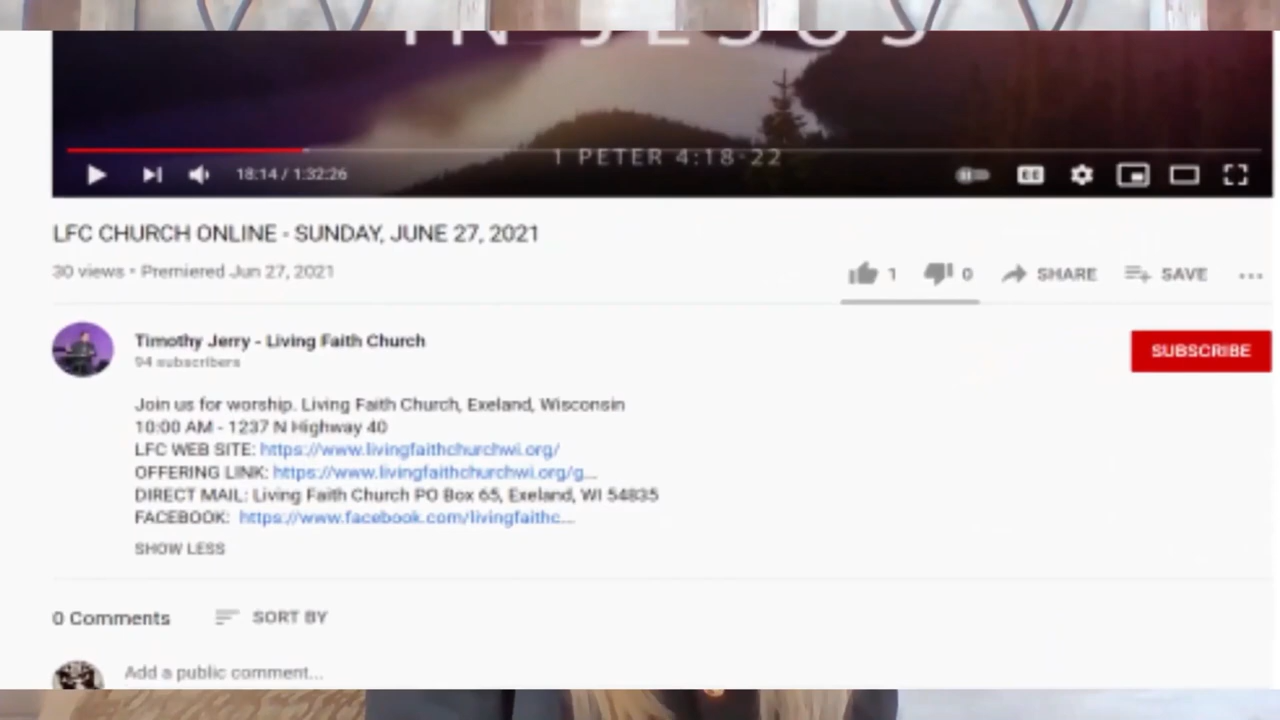 IN JESUS
1 PETER 4:18-22
18:14 / 1:32:26
CC
LFC CHURCH ONLINE - SUNDAY, JUNE 27, 2021
30 views • Premiered Jun 27, 2021
1 0 SHARE SAVE
Timothy Jerry - Living Faith Church
94 subscribers
SUBSCRIBE
Join us for worship. Living Faith Church, Exeland, Wisconsin
10:00 AM - 1237 N Highway 40
LFC WEB SITE: https://www.livingfaithchurchwi.org/
OFFERING LINK: https://www.livingfaithchurchwi.org/g...
DIRECT MAIL: Living Faith Church PO Box 65, Exeland, WI 54835
FACEBOOK: https://www.facebook.com/livingfaithc...
SHOW LESS
0 Comments SORT BY
Add a public comment...